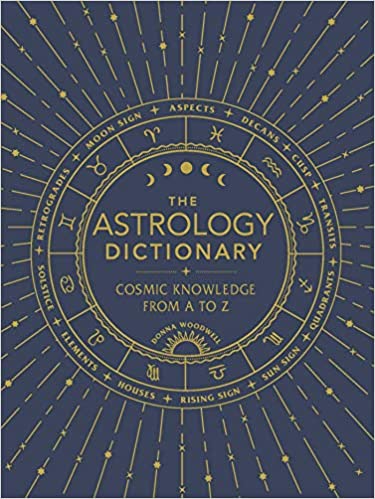 THE
ASTROLOGY
DICTIONARY
COSMIC KNOWLEDGE
FROM A TO Z
DONNA WOODWELL
ASPECTS
DECANS
CUSP
TRANSITS
QUADRANTS
SUN SIGN
RISING SIGN
HOUSES
ELEMENTS
SOLSTICE
RETROGRADES
MOON SIGN